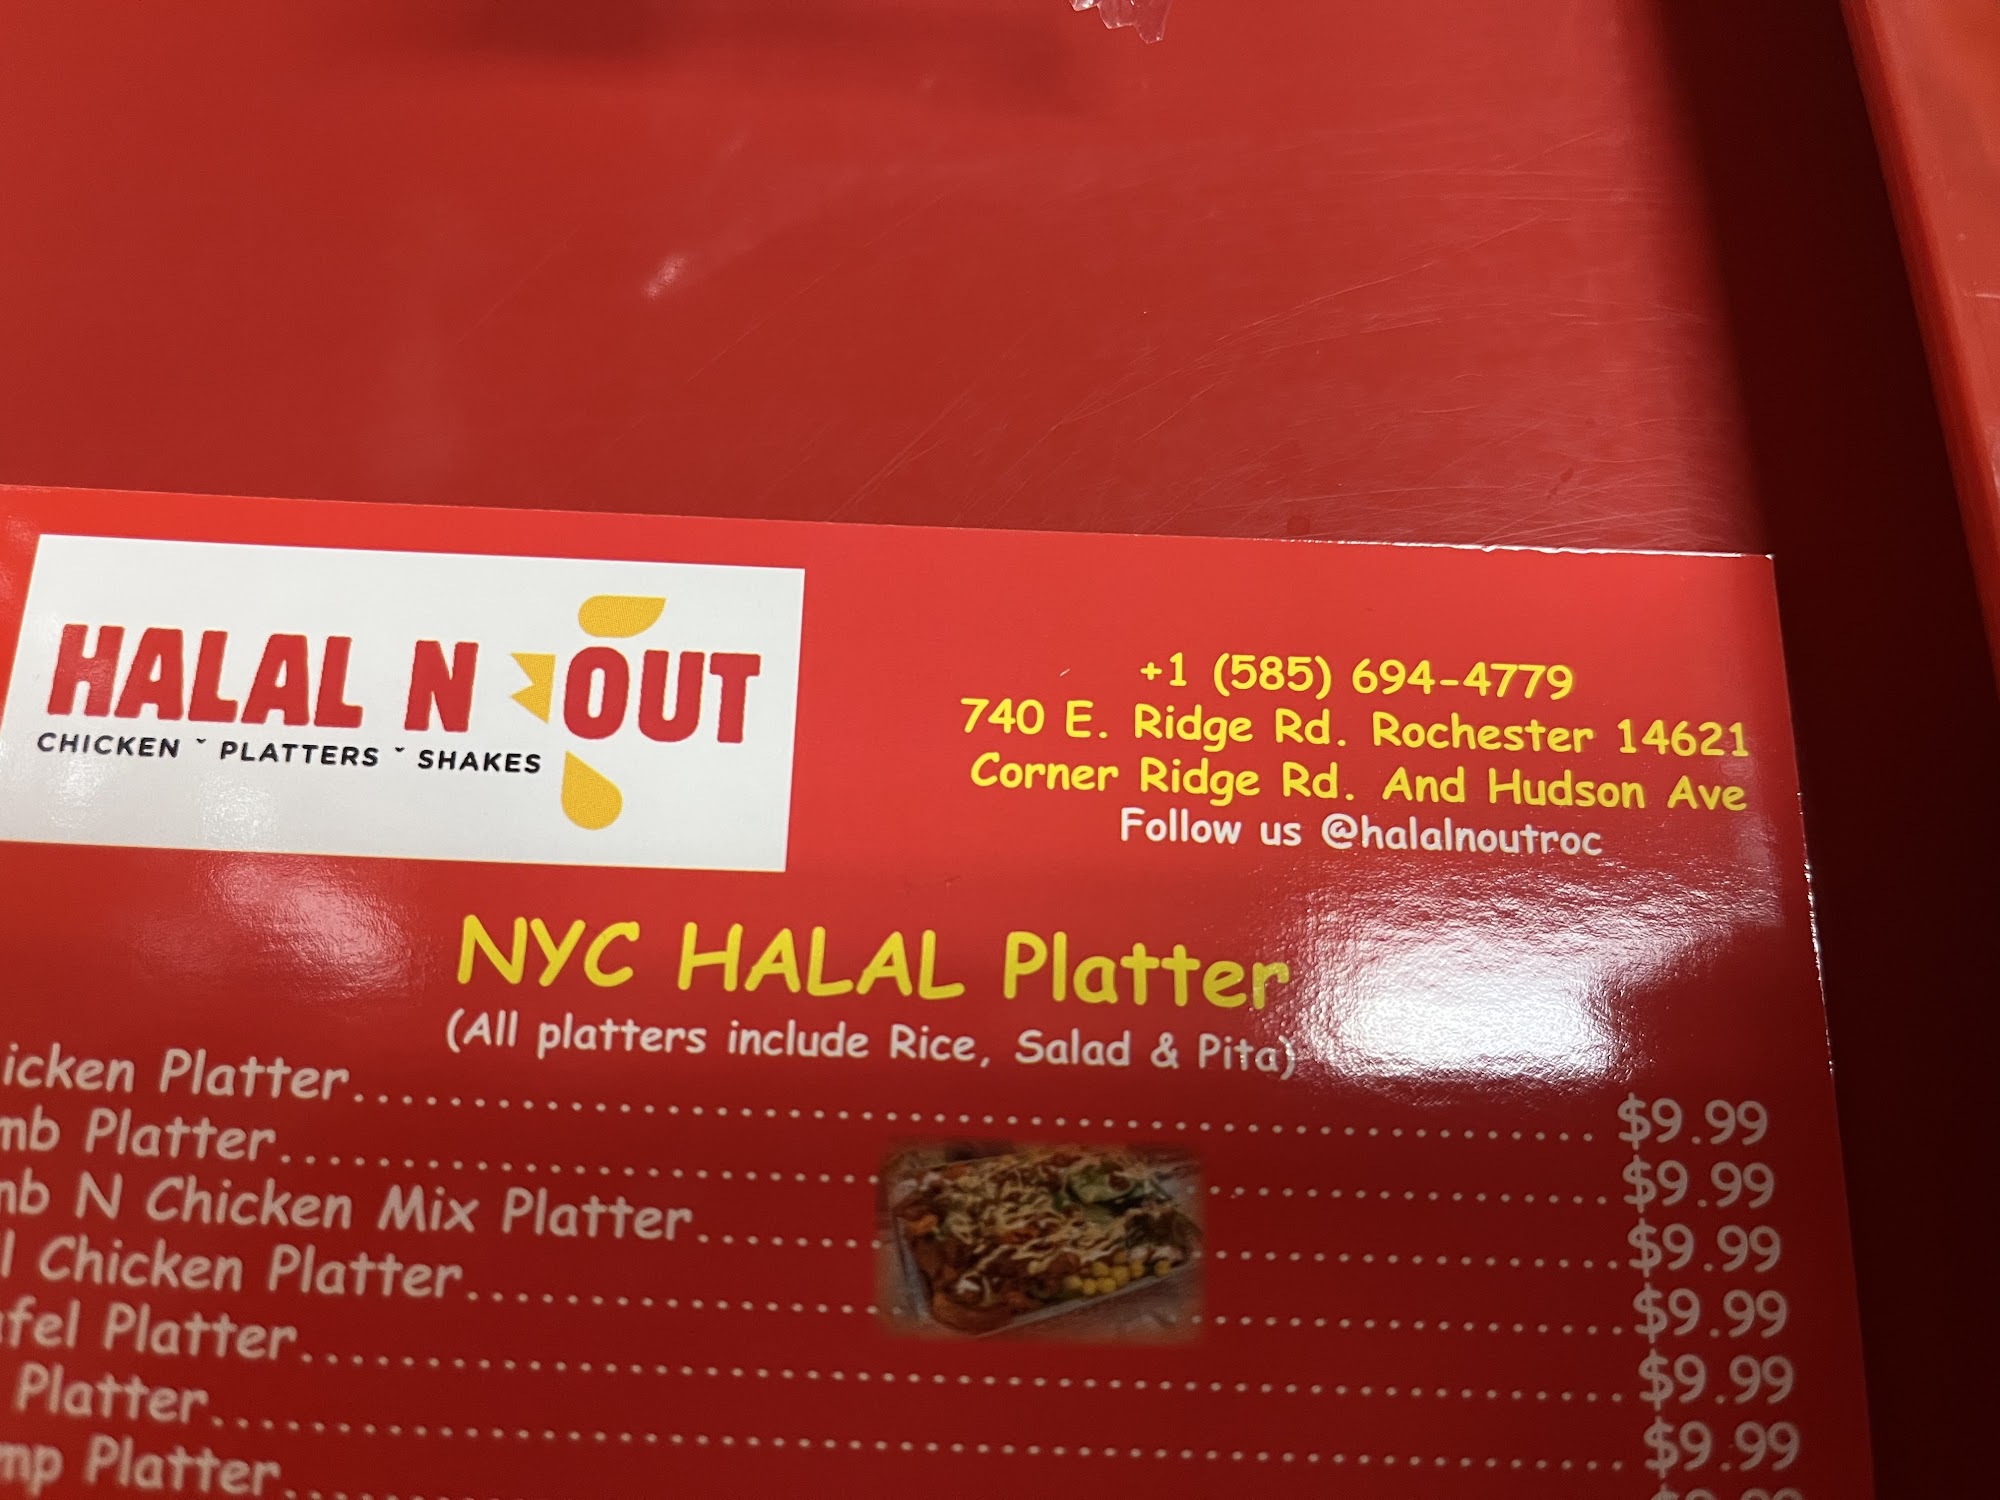 HALAL N OUT
CHICKEN ˇ PLATTERS ˇ SHAKES
+1 (585) 694-4779
740 E. Ridge Rd. Rochester 14621
Corner Ridge Rd. And Hudson Ave
Follow us @halalnoutroc
NYC HALAL Platter
(All platters include Rice, Salad & Pita)
icken Platter........................................ $9.99
mb Platter........................................ $9.99
mb N Chicken Mix Platter........................................ $9.99
l Chicken Platter........................................ $9.99
afel Platter........................................ $9.99
Platter........................................ $9.99
mp Platter........................................